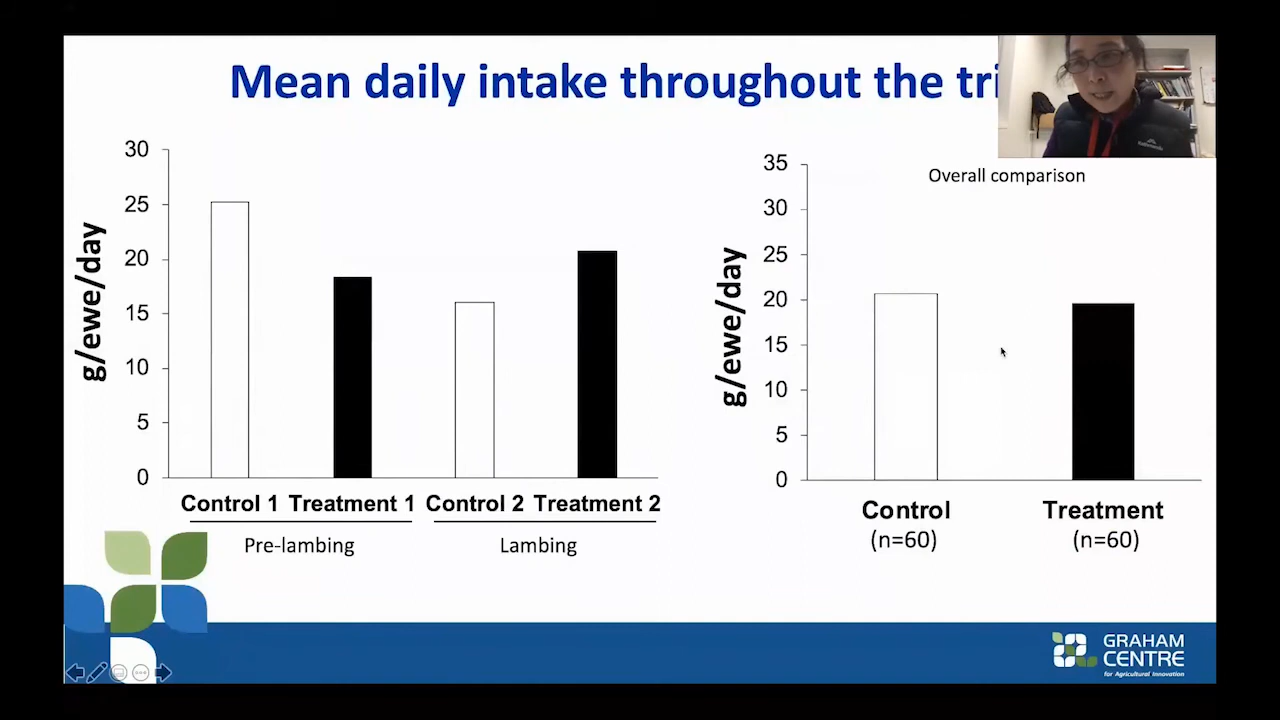 Mean daily intake throughout the tri
30
25
20
15
10
5
0
g/ewe/day
Control 1 Treatment 1 Control 2 Treatment 2
Pre-lambing Lambing
Overall comparison
35
30
25
20
15
10
5
0
g/ewe/day
Control Treatment
(n=60) (n=60)
GRAHAM
CENTRE
for Agricultural Innovation